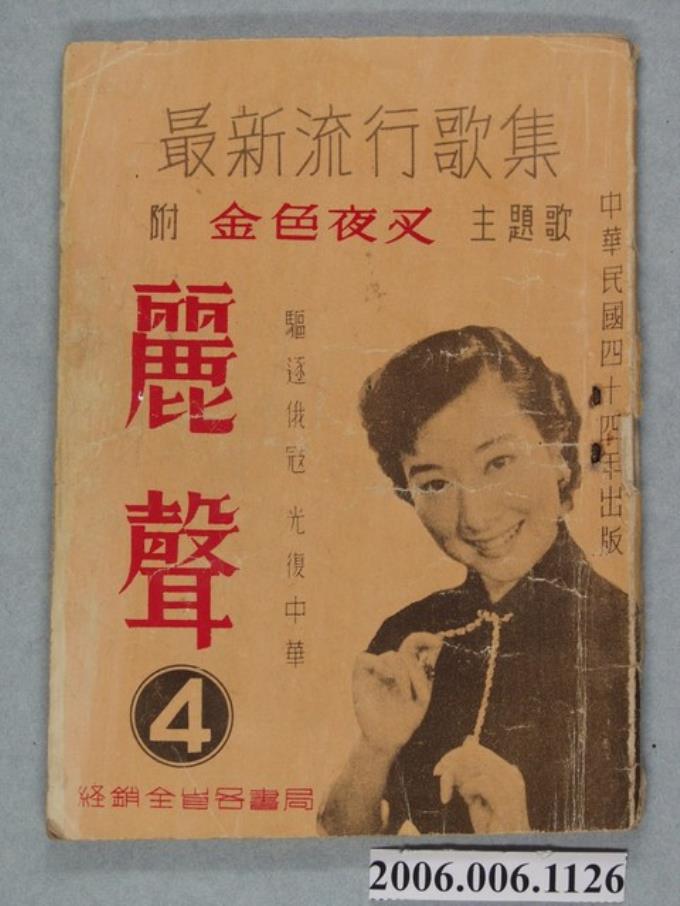 最新流行歌集
附 金色夜叉 主題歌
中華民國四十四年出版
驅逐俄寇 光復中華
麗聲
4
経銷全省各書局
2006.006.1126